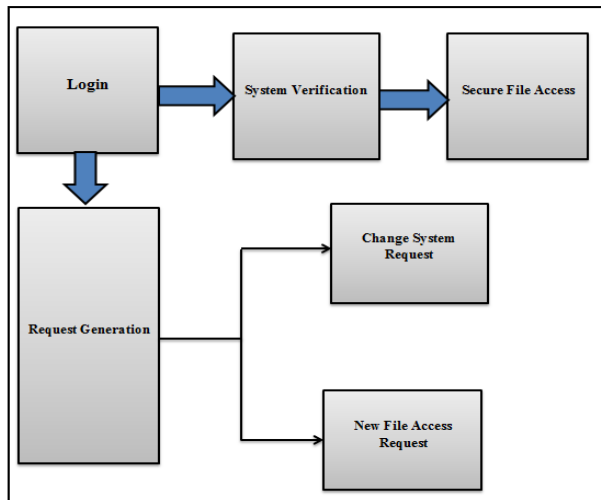 Login
System Verification
Secure File Access
Change System
Request
Request Generation
New File Access
Request